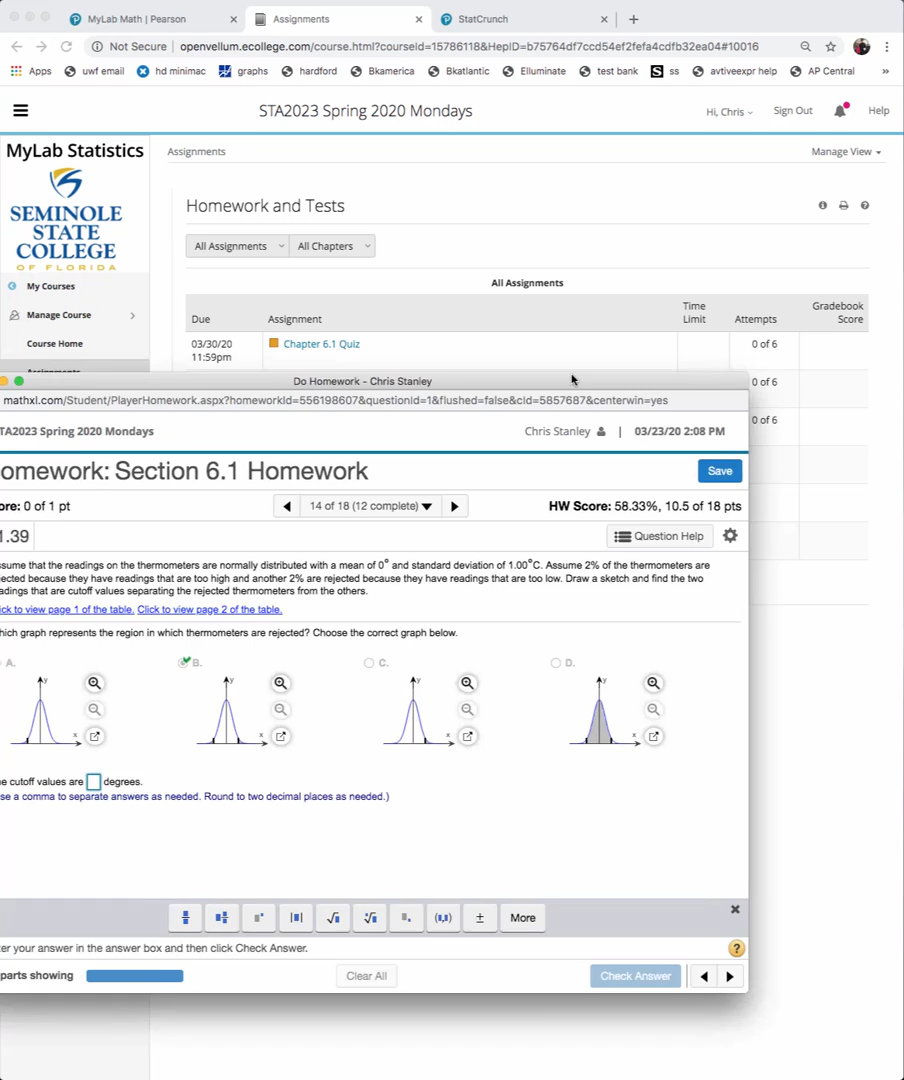 MyLab Math | Pearson × Assignments × StatCrunch × +
Not Secure | openvellum.ecollege.com/course.html?courseId=15786118&HepID=b75764df7ccd54ef2fefa4cdfb32ea04#10016
Apps uwf email hd minimac graphs hardford Bkamerica Bkatlantic Elluminate test bank S ss avtiveexpr help AP Central »
STA2023 Spring 2020 Mondays
Hi, Chris Sign Out Help
MyLab Statistics
Assignments
Manage View
SEMINOLE
STATE
COLLEGE
OF FLORIDA
Homework and Tests
All Assignments All Chapters
My Courses
Manage Course
Course Home
All Assignments
Due Assignment Time Limit Attempts Gradebook Score
03/30/20 11:59pm Chapter 6.1 Quiz 0 of 6
0 of 6
0 of 6
Do Homework - Chris Stanley
mathxl.com/Student/PlayerHomework.aspx?homeworkId=556198607&questionId=1&flushed=false&cId=5857687&centerwin=yes
TA2023 Spring 2020 Mondays
Chris Stanley | 03/23/20 2:08 PM
omework: Section 6.1 Homework
Save
ore: 0 of 1 pt
14 of 18 (12 complete)
HW Score: 58.33%, 10.5 of 18 pts
1.39
Question Help
sume that the readings on the thermometers are normally distributed with a mean of 0° and standard deviation of 1.00°C. Assume 2% of the thermometers are
jected because they have readings that are too high and another 2% are rejected because they have readings that are too low. Draw a sketch and find the two
adings that are cutoff values separating the rejected thermometers from the others.
ick to view page 1 of the table. Click to view page 2 of the table.
hich graph represents the region in which thermometers are rejected? Choose the correct graph below.
A. B. C. D.
y y y y
x x x x
e cutoff values are degrees.
se a comma to separate answers as needed. Round to two decimal places as needed.)
More
ter your answer in the answer box and then click Check Answer.
parts showing
Clear All
Check Answer